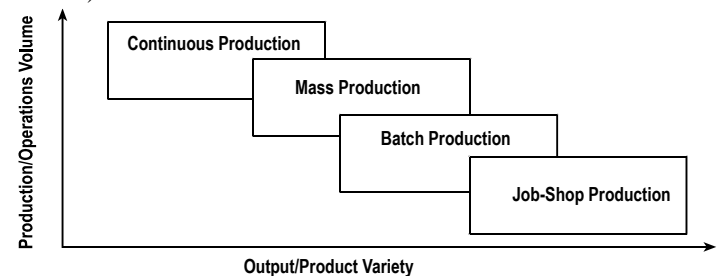 Continuous Production
Mass Production
Batch Production
Job-Shop Production
Production/Operations Volume
Output/Product Variety